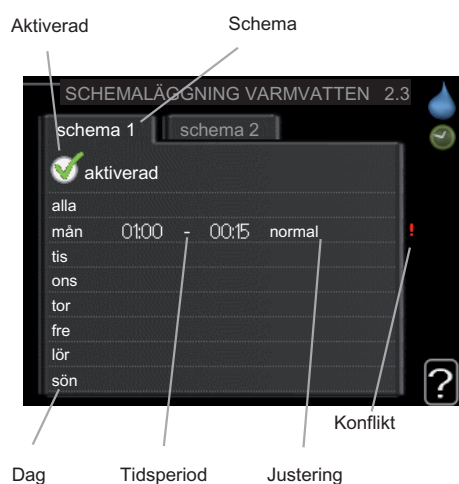 Aktiverad
Schema
SCHEMALÄGGNING VARMVATTEN 2.3
schema 1 schema 2
aktiverad
alla
mån 01:00 - 00:15 normal !
tis
ons
tor
fre
lör
sön
?
Konflikt
Dag Tidsperiod Justering